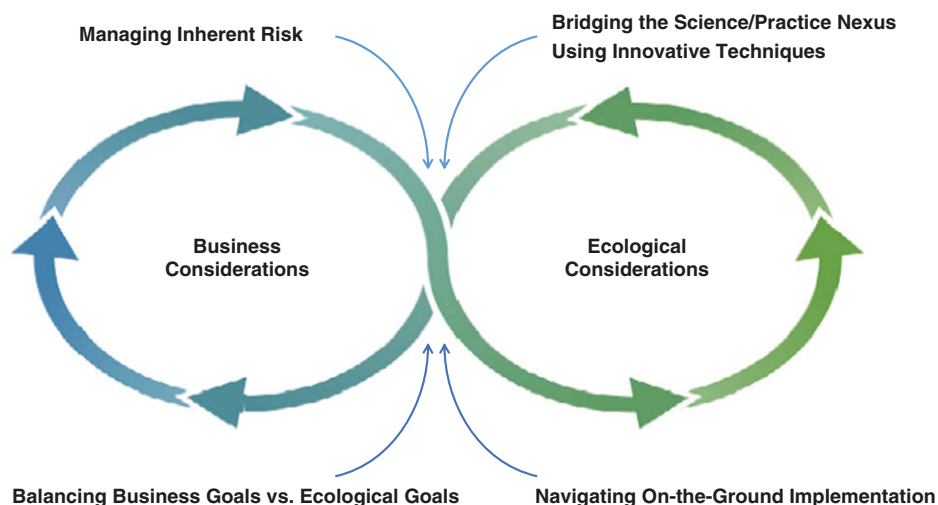 Managing Inherent Risk
Bridging the Science/Practice Nexus
Using Innovative Techniques
Business
Considerations
Ecological
Considerations
Balancing Business Goals vs. Ecological Goals
Navigating On-the-Ground Implementation